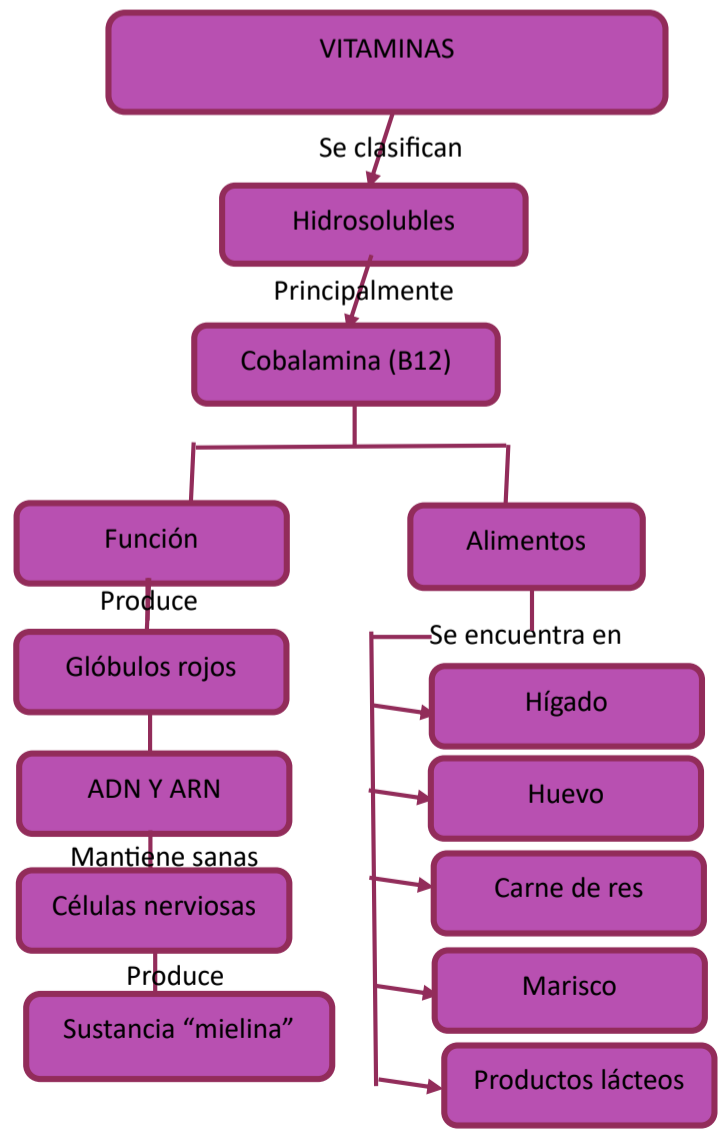 VITAMINAS
Se clasifican
Hidrosolubles
Principalmente
Cobalamina (B12)
Función
Produce
Glóbulos rojos
ADN Y ARN
Mantiene sanas
Células nerviosas
Produce
Sustancia “mielina”
Alimentos
Se encuentra en
Hígado
Huevo
Carne de res
Marisco
Productos lácteos